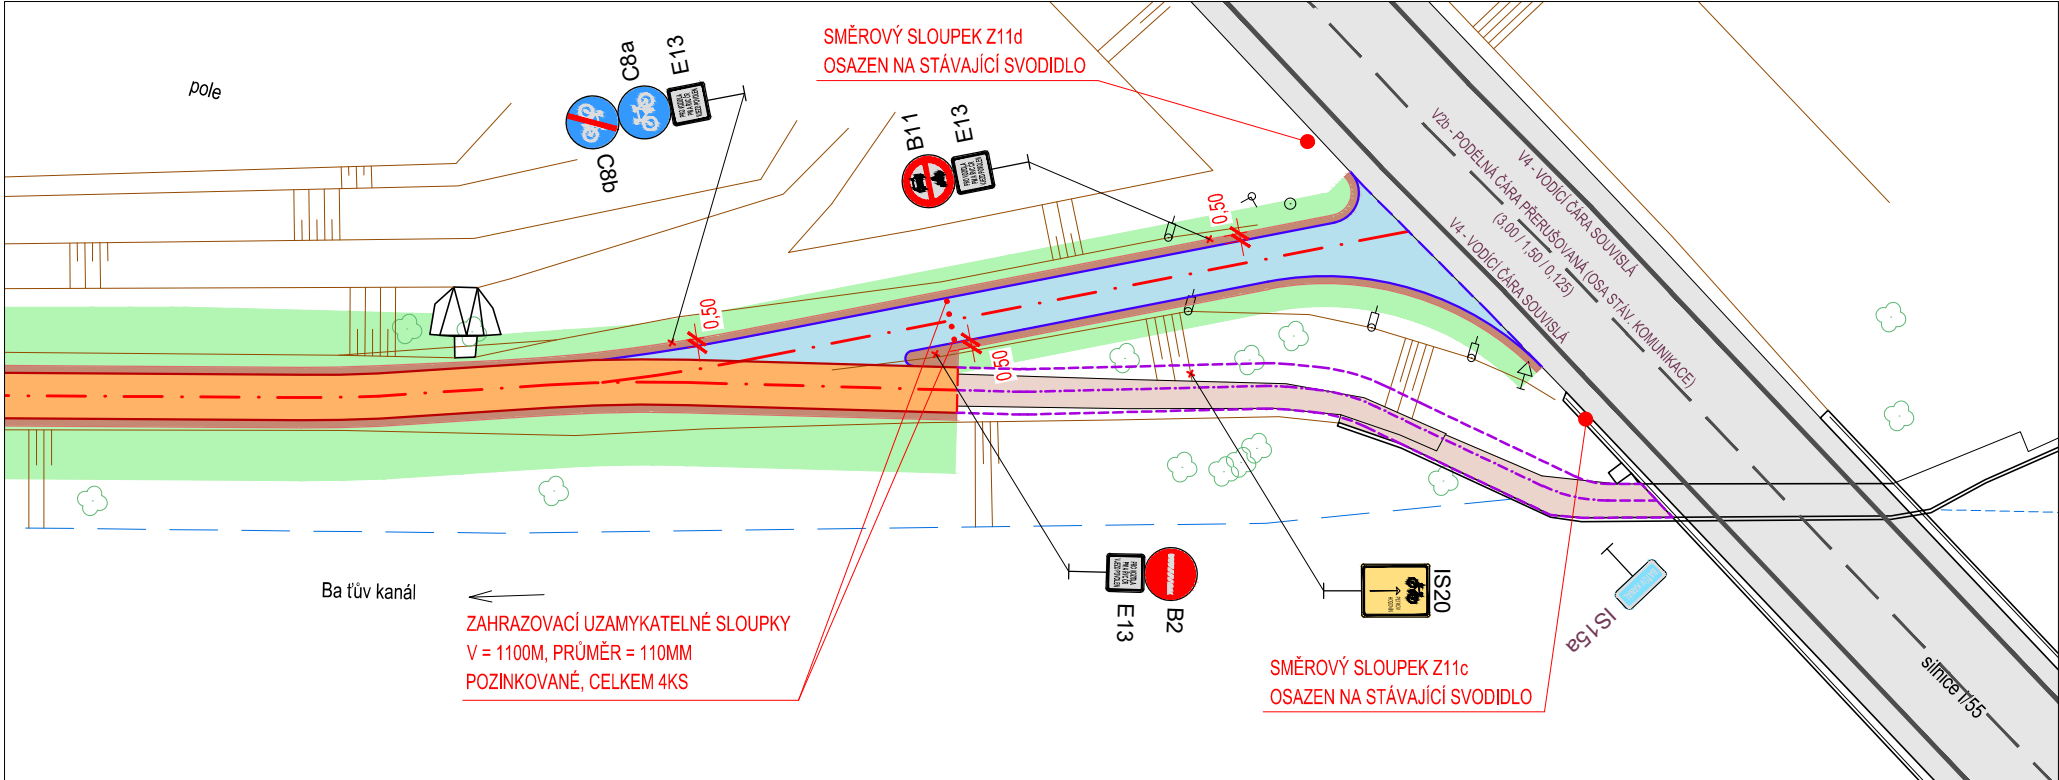 pole
C8a
E13
C8b
SMĚROVÝ SLOUPEK Z11d
OSAZEN NA STÁVAJÍCÍ SVODIDLO
B11
E13
0,50
0,50
0,50
V4 - VODÍCÍ ČÁRA SOUVISLÁ
V2b - PODÉLNÁ ČÁRA PŘERUŠOVANÁ (OSA STÁV. KOMUNIKACE)
(3,00 / 1,50 / 0,125)
V4 - VODÍCÍ ČÁRA SOUVISLÁ
Ba ťův kanál
ZAHRAZOVACÍ UZAMYKATELNÉ SLOUPKY
V = 1100M, PRŮMĚR = 110MM
POZINKOVANÉ, CELKEM 4KS
E13
B2
IS20
IS15a
SMĚROVÝ SLOUPEK Z11c
OSAZEN NA STÁVAJÍCÍ SVODIDLO
silnice I/55